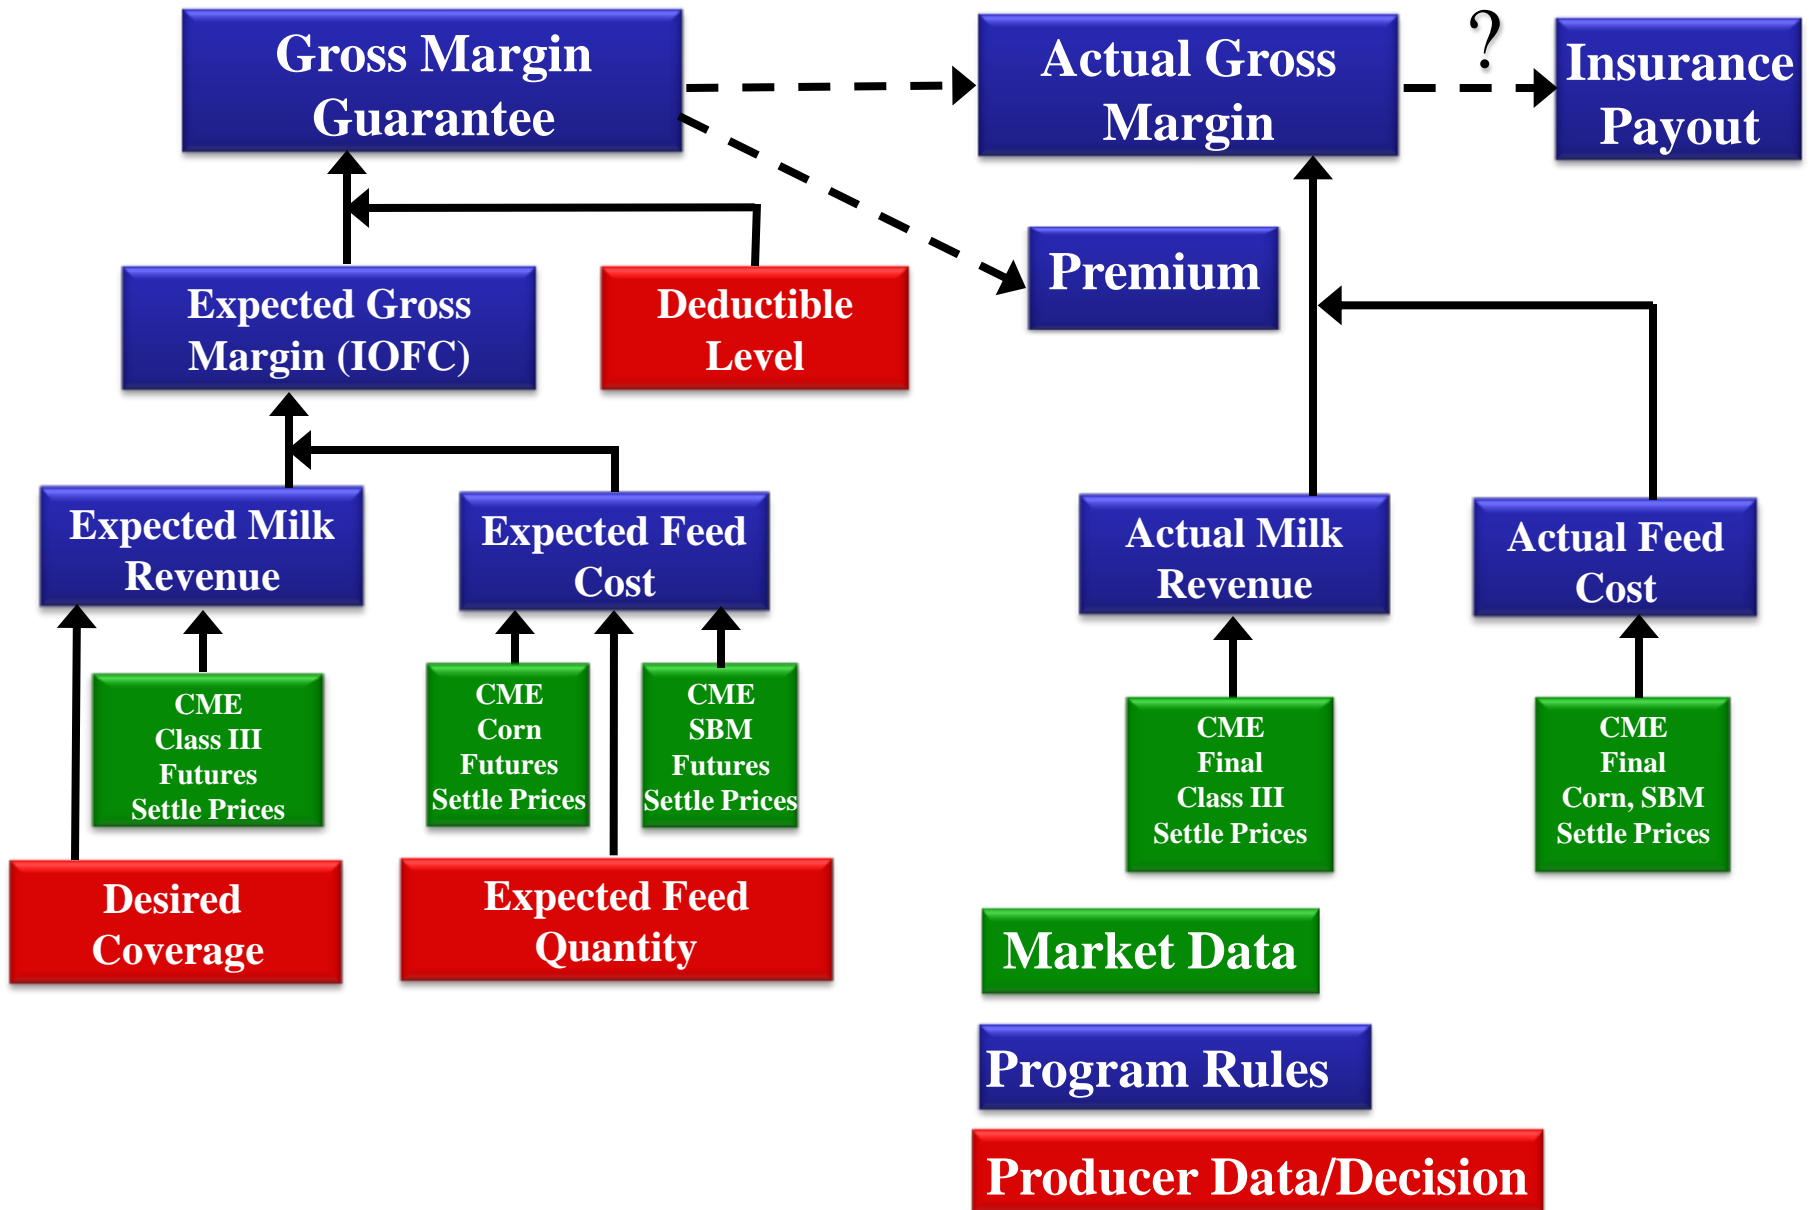 Gross Margin
Guarantee
Actual Gross
Margin
?
Insurance
Payout
Premium
Expected Gross
Margin (IOFC)
Deductible
Level
Expected Milk
Revenue
Expected Feed
Cost
Actual Milk
Revenue
Actual Feed
Cost
CME
Class III
Futures
Settle Prices
CME
Corn
Futures
Settle Prices
CME
SBM
Futures
Settle Prices
CME
Final
Class III
Settle Prices
CME
Final
Corn, SBM
Settle Prices
Desired
Coverage
Expected Feed
Quantity
Market Data
Program Rules
Producer Data/Decision